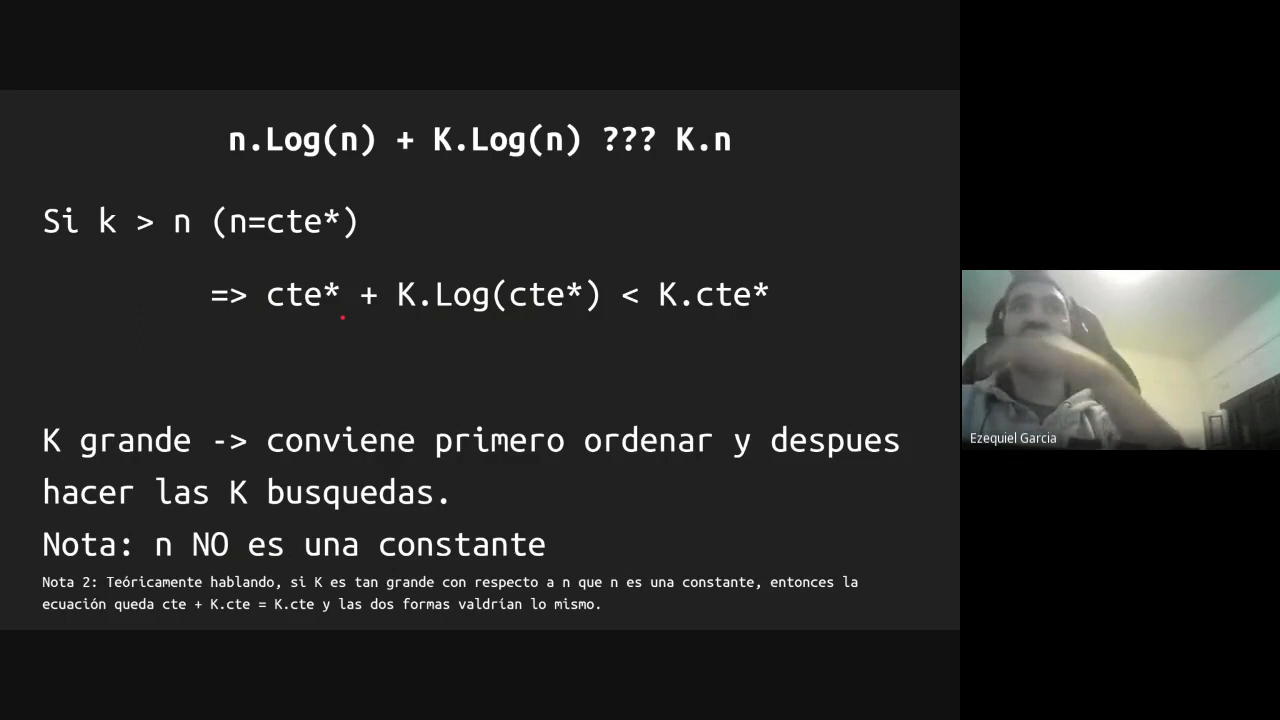 n.Log(n) + K.Log(n) ??? K.n
Si k > n (n=cte*)
=> cte* + K.Log(cte*) < K.cte*
K grande -> conviene primero ordenar y despues
hacer las K busquedas.
Nota: n NO es una constante
Nota 2: Teóricamente hablando, si K es tan grande con respecto a n que n es una constante, entonces la
ecuación queda cte + K.cte = K.cte y las dos formas valdrían lo mismo.
Ezequiel Garcia